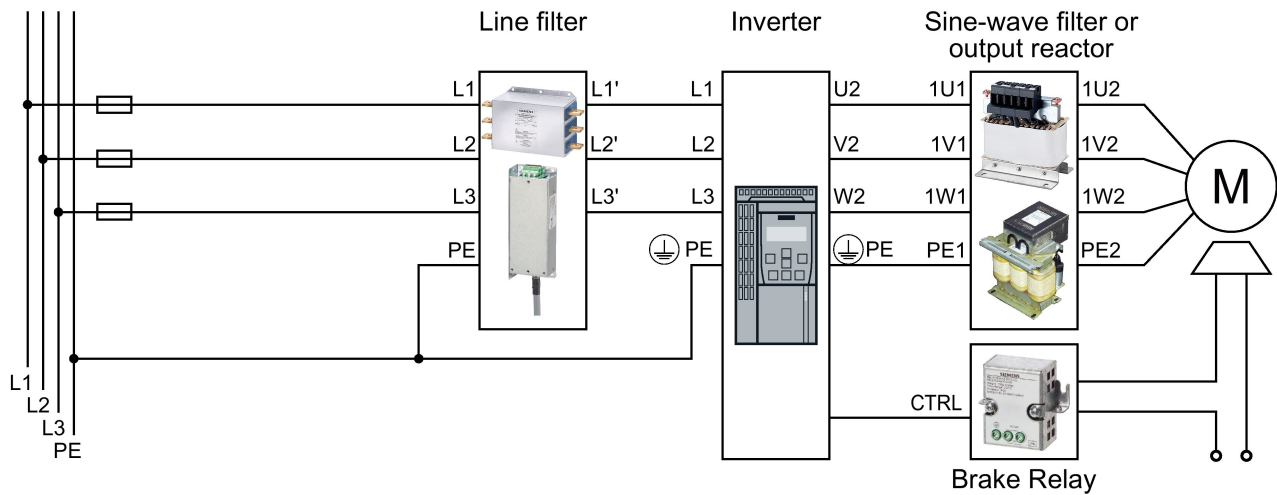 Line filter
Inverter
Sine-wave filter or
output reactor
L1
L1'
L1
U2
1U1
1U2
L2
L2'
L2
V2
1V1
1V2
L3
L3'
L3
W2
1W1
1W2
M
PE
PE
PE
PE1
PE2
L1
L2
L3
PE
CTRL
SIEMENS
Brake Relay